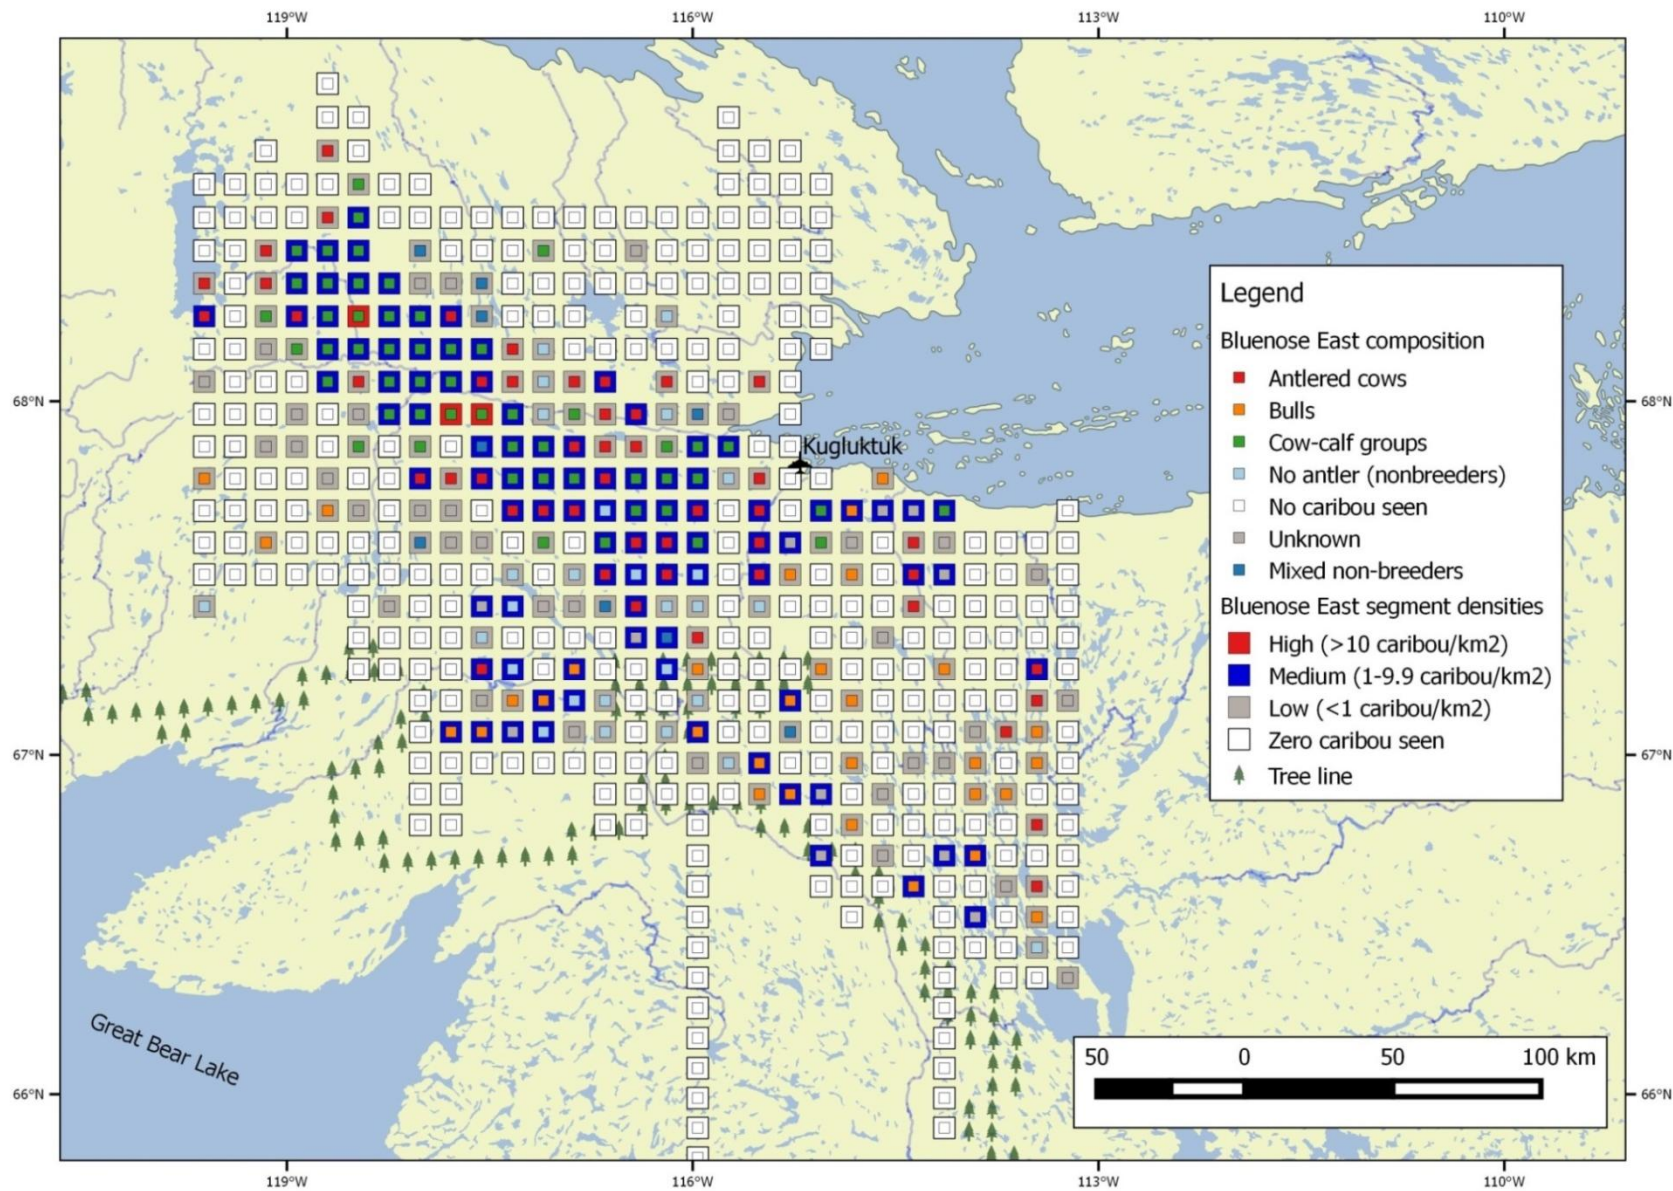 119°W 116°W 113°W 110°W
68°N 68°N
Kugluktuk
Legend
Bluenose East composition
Antlered cows
Bulls
Cow-calf groups
No antler (nonbreeders)
No caribou seen
Unknown
Mixed non-breeders
Bluenose East segment densities
High (>10 caribou/km2)
Medium (1-9.9 caribou/km2)
Low (<1 caribou/km2)
Zero caribou seen
Tree line
67°N 67°N
Great Bear Lake
50 0 50 100 km
66°N 66°N
119°W 116°W 113°W 110°W